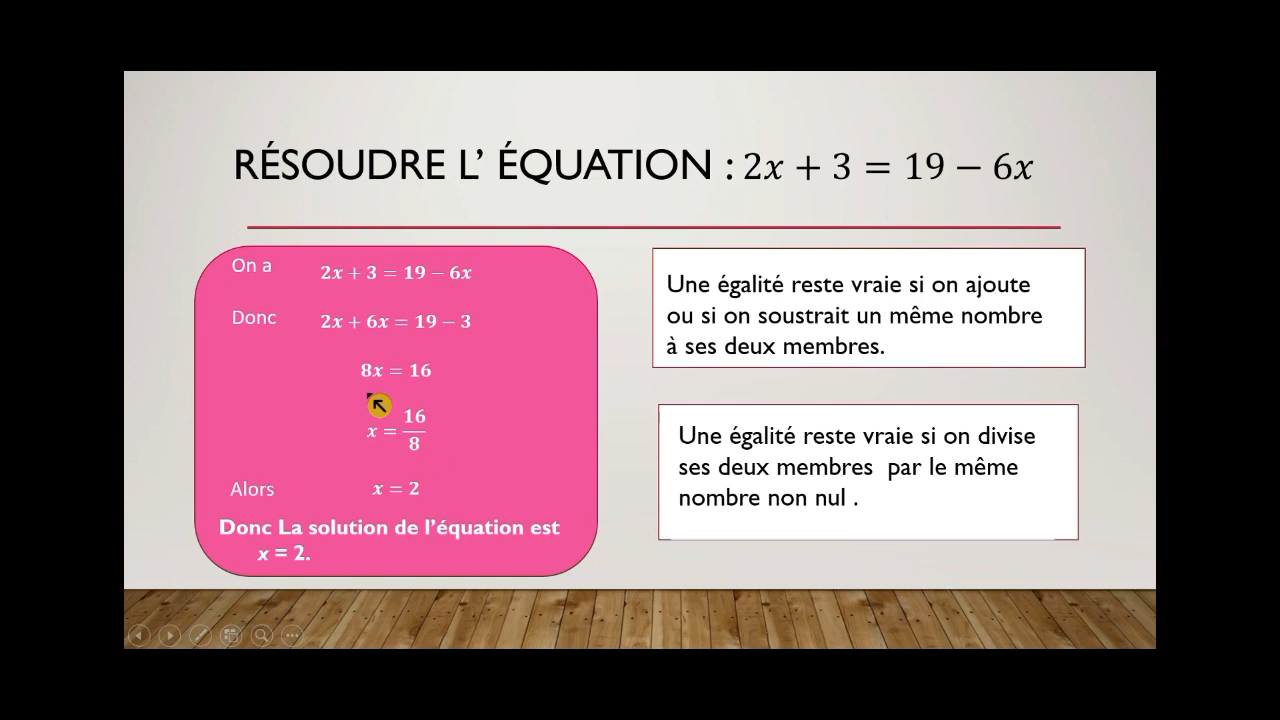 RÉSOUDRE L' ÉQUATION : 2x + 3 = 19 − 6x
On a 2x + 3 = 19 − 6x
Donc 2x + 6x = 19 − 3
8x = 16
x = 16/8
Alors x = 2
Donc La solution de l'équation est
x = 2.
Une égalité reste vraie si on ajoute
ou si on soustrait un même nombre
à ses deux membres.
Une égalité reste vraie si on divise
ses deux membres par le même
nombre non nul .